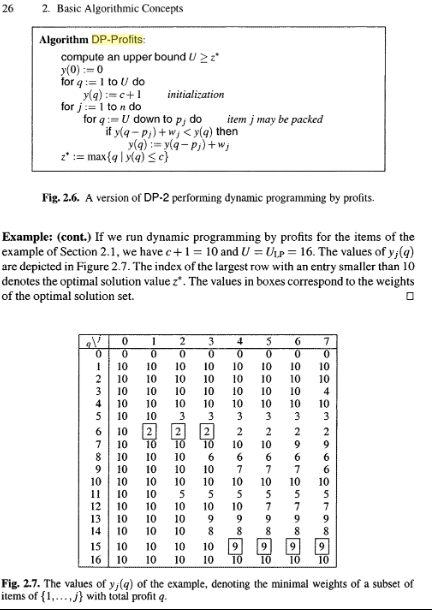 26 2. Basic Algorithmic Concepts
Algorithm DP-Profits:
compute an upper bound U ≥ z*
y(0) := 0
for q := 1 to U do
y(q) := c+1 initialization
for j := 1 to n do
for q := U down to pj do item j may be packed
if y(q − pj) + wj < y(q) then
y(q) := y(q − pj) + wj
z* := max{q | y(q) ≤ c}
Fig. 2.6. A version of DP-2 performing dynamic programming by profits.
Example: (cont.) If we run dynamic programming by profits for the items of the
example of Section 2.1, we have c + 1 = 10 and U = ULP = 16. The values of yj(q)
are depicted in Figure 2.7. The index of the largest row with an entry smaller than 10
denotes the optimal solution value z*. The values in boxes correspond to the weights
of the optimal solution set. □
q\j 0 1 2 3 4 5 6 7
0 0 0 0 0 0 0 0 0
1 10 10 10 10 10 10 10 10
2 10 10 10 10 10 10 10 10
3 10 10 10 10 10 10 10 4
4 10 10 10 10 10 10 10 10
5 10 10 3 3 3 3 3 3
6 10 2 2 2 2 2 2 2
7 10 10 10 10 10 10 9 9
8 10 10 10 6 6 6 6 6
9 10 10 10 10 7 7 7 6
10 10 10 10 10 10 10 10 10
11 10 10 5 5 5 5 5 5
12 10 10 10 10 10 7 7 7
13 10 10 10 9 9 9 9 9
14 10 10 10 8 8 8 8 8
15 10 10 10 10 9 9 9 9
16 10 10 10 10 10 10 10 10
Fig. 2.7. The values of yj(q) of the example, denoting the minimal weights of a subset of
items of {1,...,j} with total profit q.